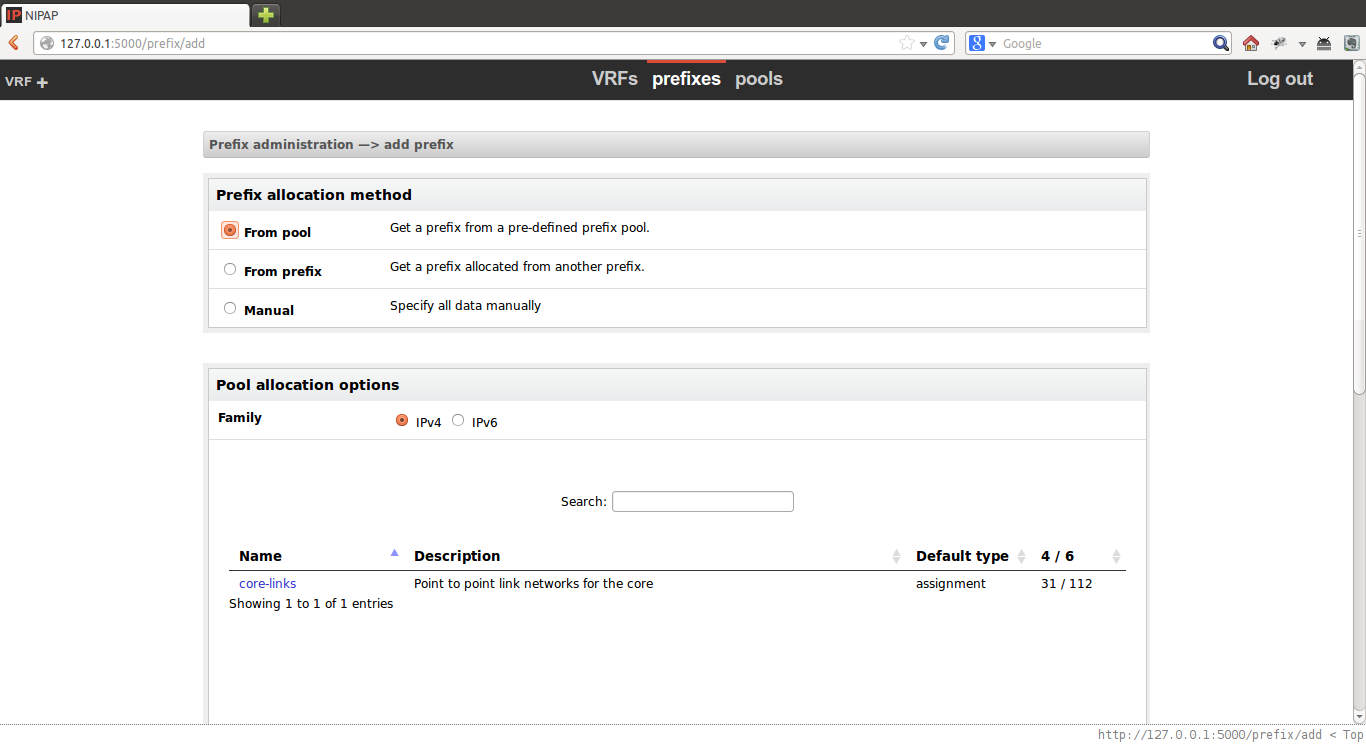 IP NIPAP
127.0.0.1:5000/prefix/add
8 Google
VRF
VRFs prefixes pools
Log out
Prefix administration —> add prefix
Prefix allocation method
From pool Get a prefix from a pre-defined prefix pool.
From prefix Get a prefix allocated from another prefix.
Manual Specify all data manually
Pool allocation options
Family IPv4 IPv6
Search:
Name Description Default type 4 / 6
core-links Point to point link networks for the core assignment 31 / 112
Showing 1 to 1 of 1 entries
http://127.0.0.1:5000/prefix/add < Top